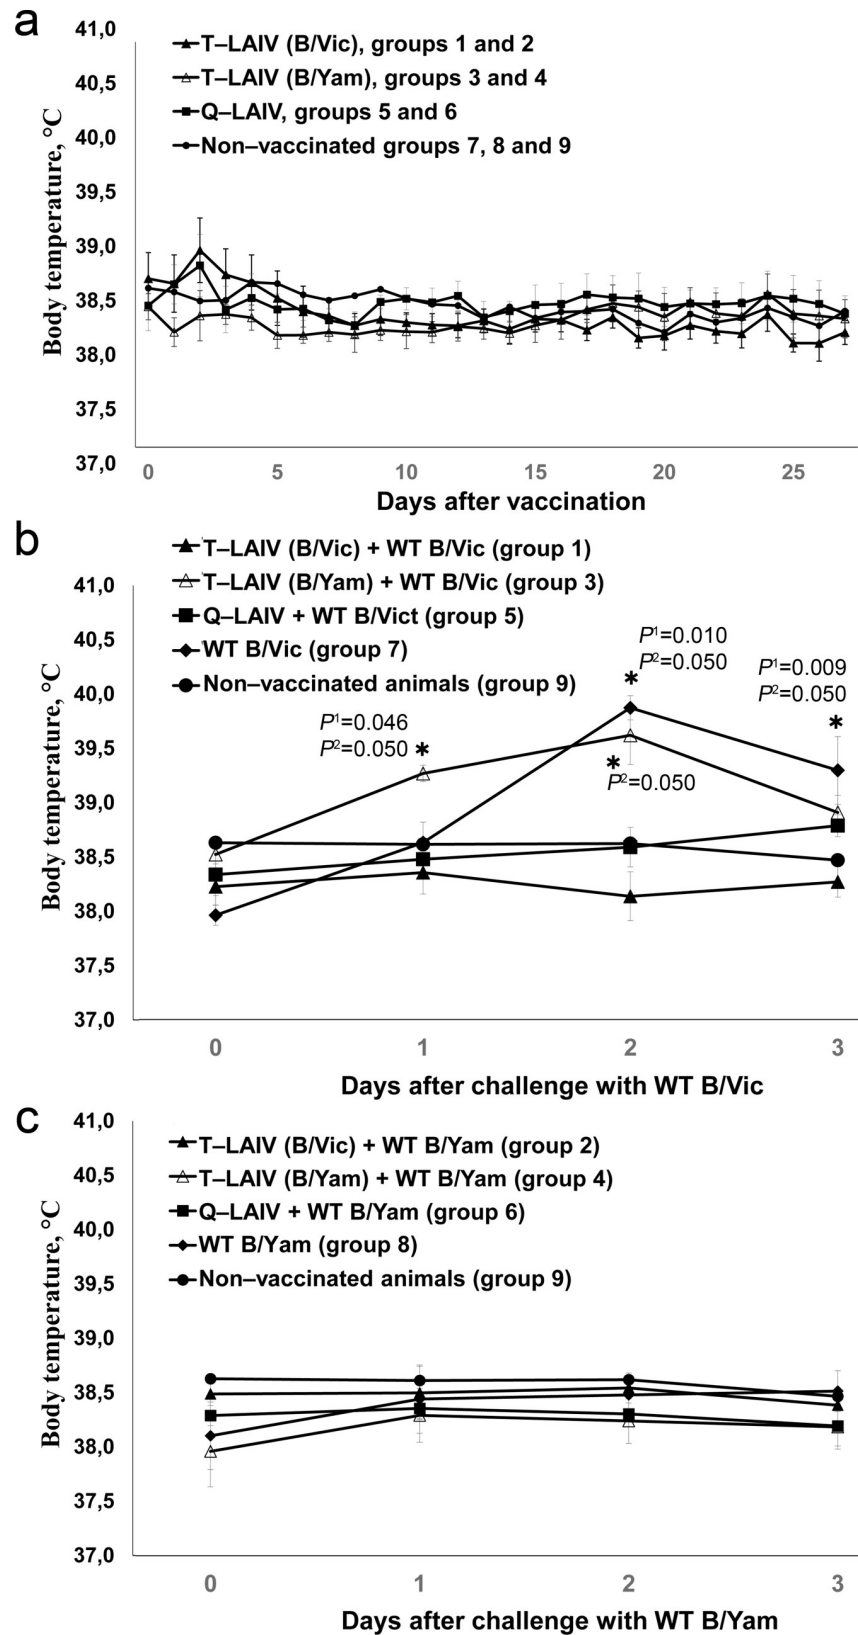 a
41,0
40,5
40,0
39,5
39,0
38,5
38,0
37,5
37,0
Body temperature, °C
T–LAIV (B/Vic), groups 1 and 2
T–LAIV (B/Yam), groups 3 and 4
Q–LAIV, groups 5 and 6
Non–vaccinated groups 7, 8 and 9
0 5 10 15 20 25
Days after vaccination
b
41,0
40,5
40,0
39,5
39,0
38,5
38,0
37,5
37,0
Body temperature, °C
T–LAIV (B/Vic) + WT B/Vic (group 1)
T–LAIV (B/Yam) + WT B/Vic (group 3)
Q–LAIV + WT B/Vict (group 5)
WT B/Vic (group 7)
Non–vaccinated animals (group 9)
P¹=0.046
P²=0.050 *
P¹=0.010
P²=0.050
*
*
P²=0.050
P¹=0.009
P²=0.050
*
0 1 2 3
Days after challenge with WT B/Vic
c
41,0
40,5
40,0
39,5
39,0
38,5
38,0
37,5
37,0
Body temperature, °C
T–LAIV (B/Vic) + WT B/Yam (group 2)
T–LAIV (B/Yam) + WT B/Yam (group 4)
Q–LAIV + WT B/Yam (group 6)
WT B/Yam (group 8)
Non–vaccinated animals (group 9)
0 1 2 3
Days after challenge with WT B/Yam